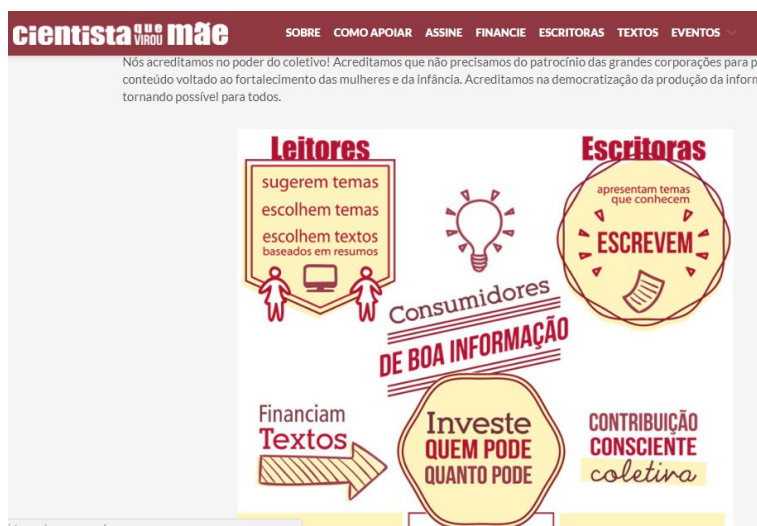 cientista que virou mãe
SOBRE COMO APOIAR ASSINE FINANCIE ESCRITORAS TEXTOS EVENTOS
Nós acreditamos no poder do coletivo! Acreditamos que não precisamos do patrocínio das grandes corporações para p
conteúdo voltado ao fortalecimento das mulheres e da infância. Acreditamos na democratização da produção da inform
tornando possível para todos.
Leitores
sugerem temas
escolhem temas
escolhem textos
baseados em resumos
Escritoras
apresentam temas
que conhecem
ESCREVEM
Consumidores
DE BOA INFORMAÇÃO
Financiam
Textos
Investe
QUEM PODE
QUANTO PODE
CONTRIBUIÇÃO
CONSCIENTE
coletiva